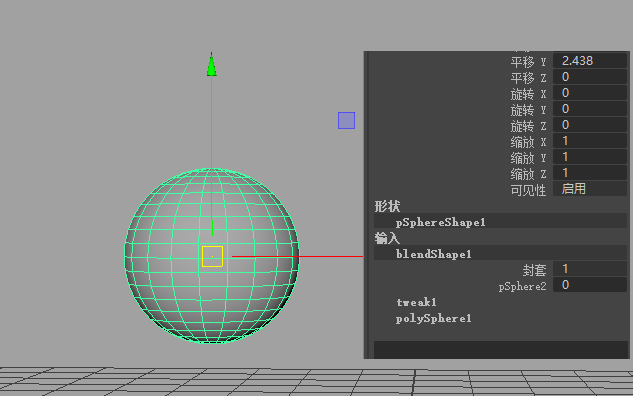 平移 Y 2.438
平移 Z 0
旋转 X 0
旋转 Y 0
旋转 Z 0
缩放 X 1
缩放 Y 1
缩放 Z 1
可见性 启用
形状
pSphereShape1
输入
blendShape1
封套 1
pSphere2 0
tweak1
polySphere1